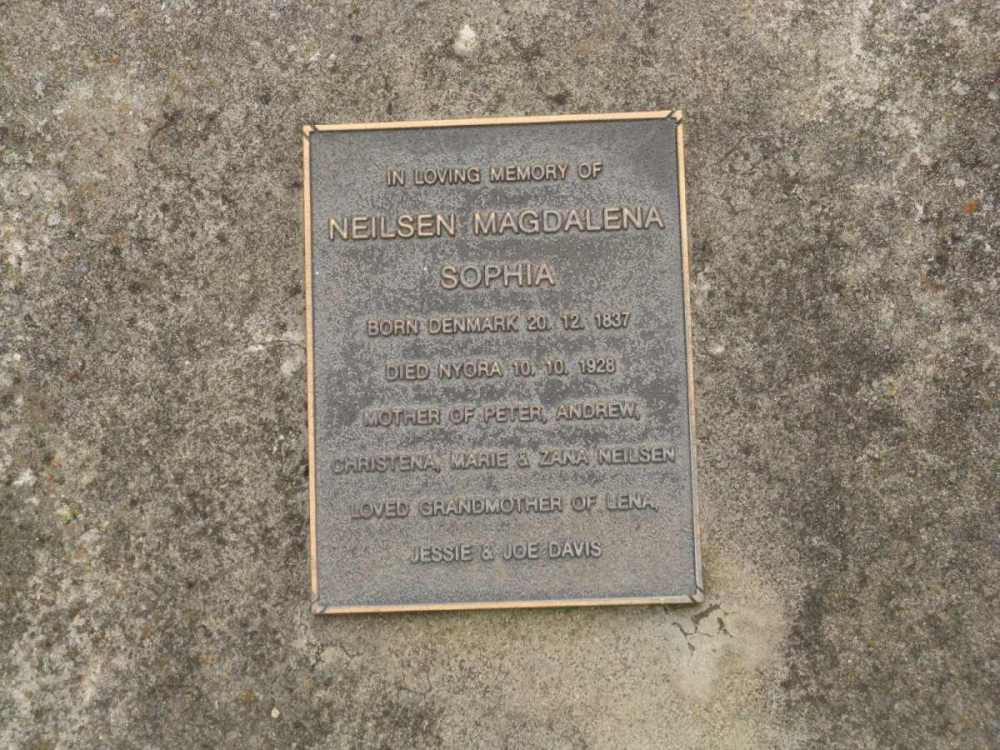 IN LOVING MEMORY OF
NEILSEN MAGDALENA
SOPHIA
BORN DENMARK 20. 12. 1837
DIED NYORA 10. 10. 1928
MOTHER OF PETER, ANDREW,
CHRISTENA, MARIE & ZANA NEILSEN
LOVED GRANDMOTHER OF LENA,
JESSIE & JOE DAVIS